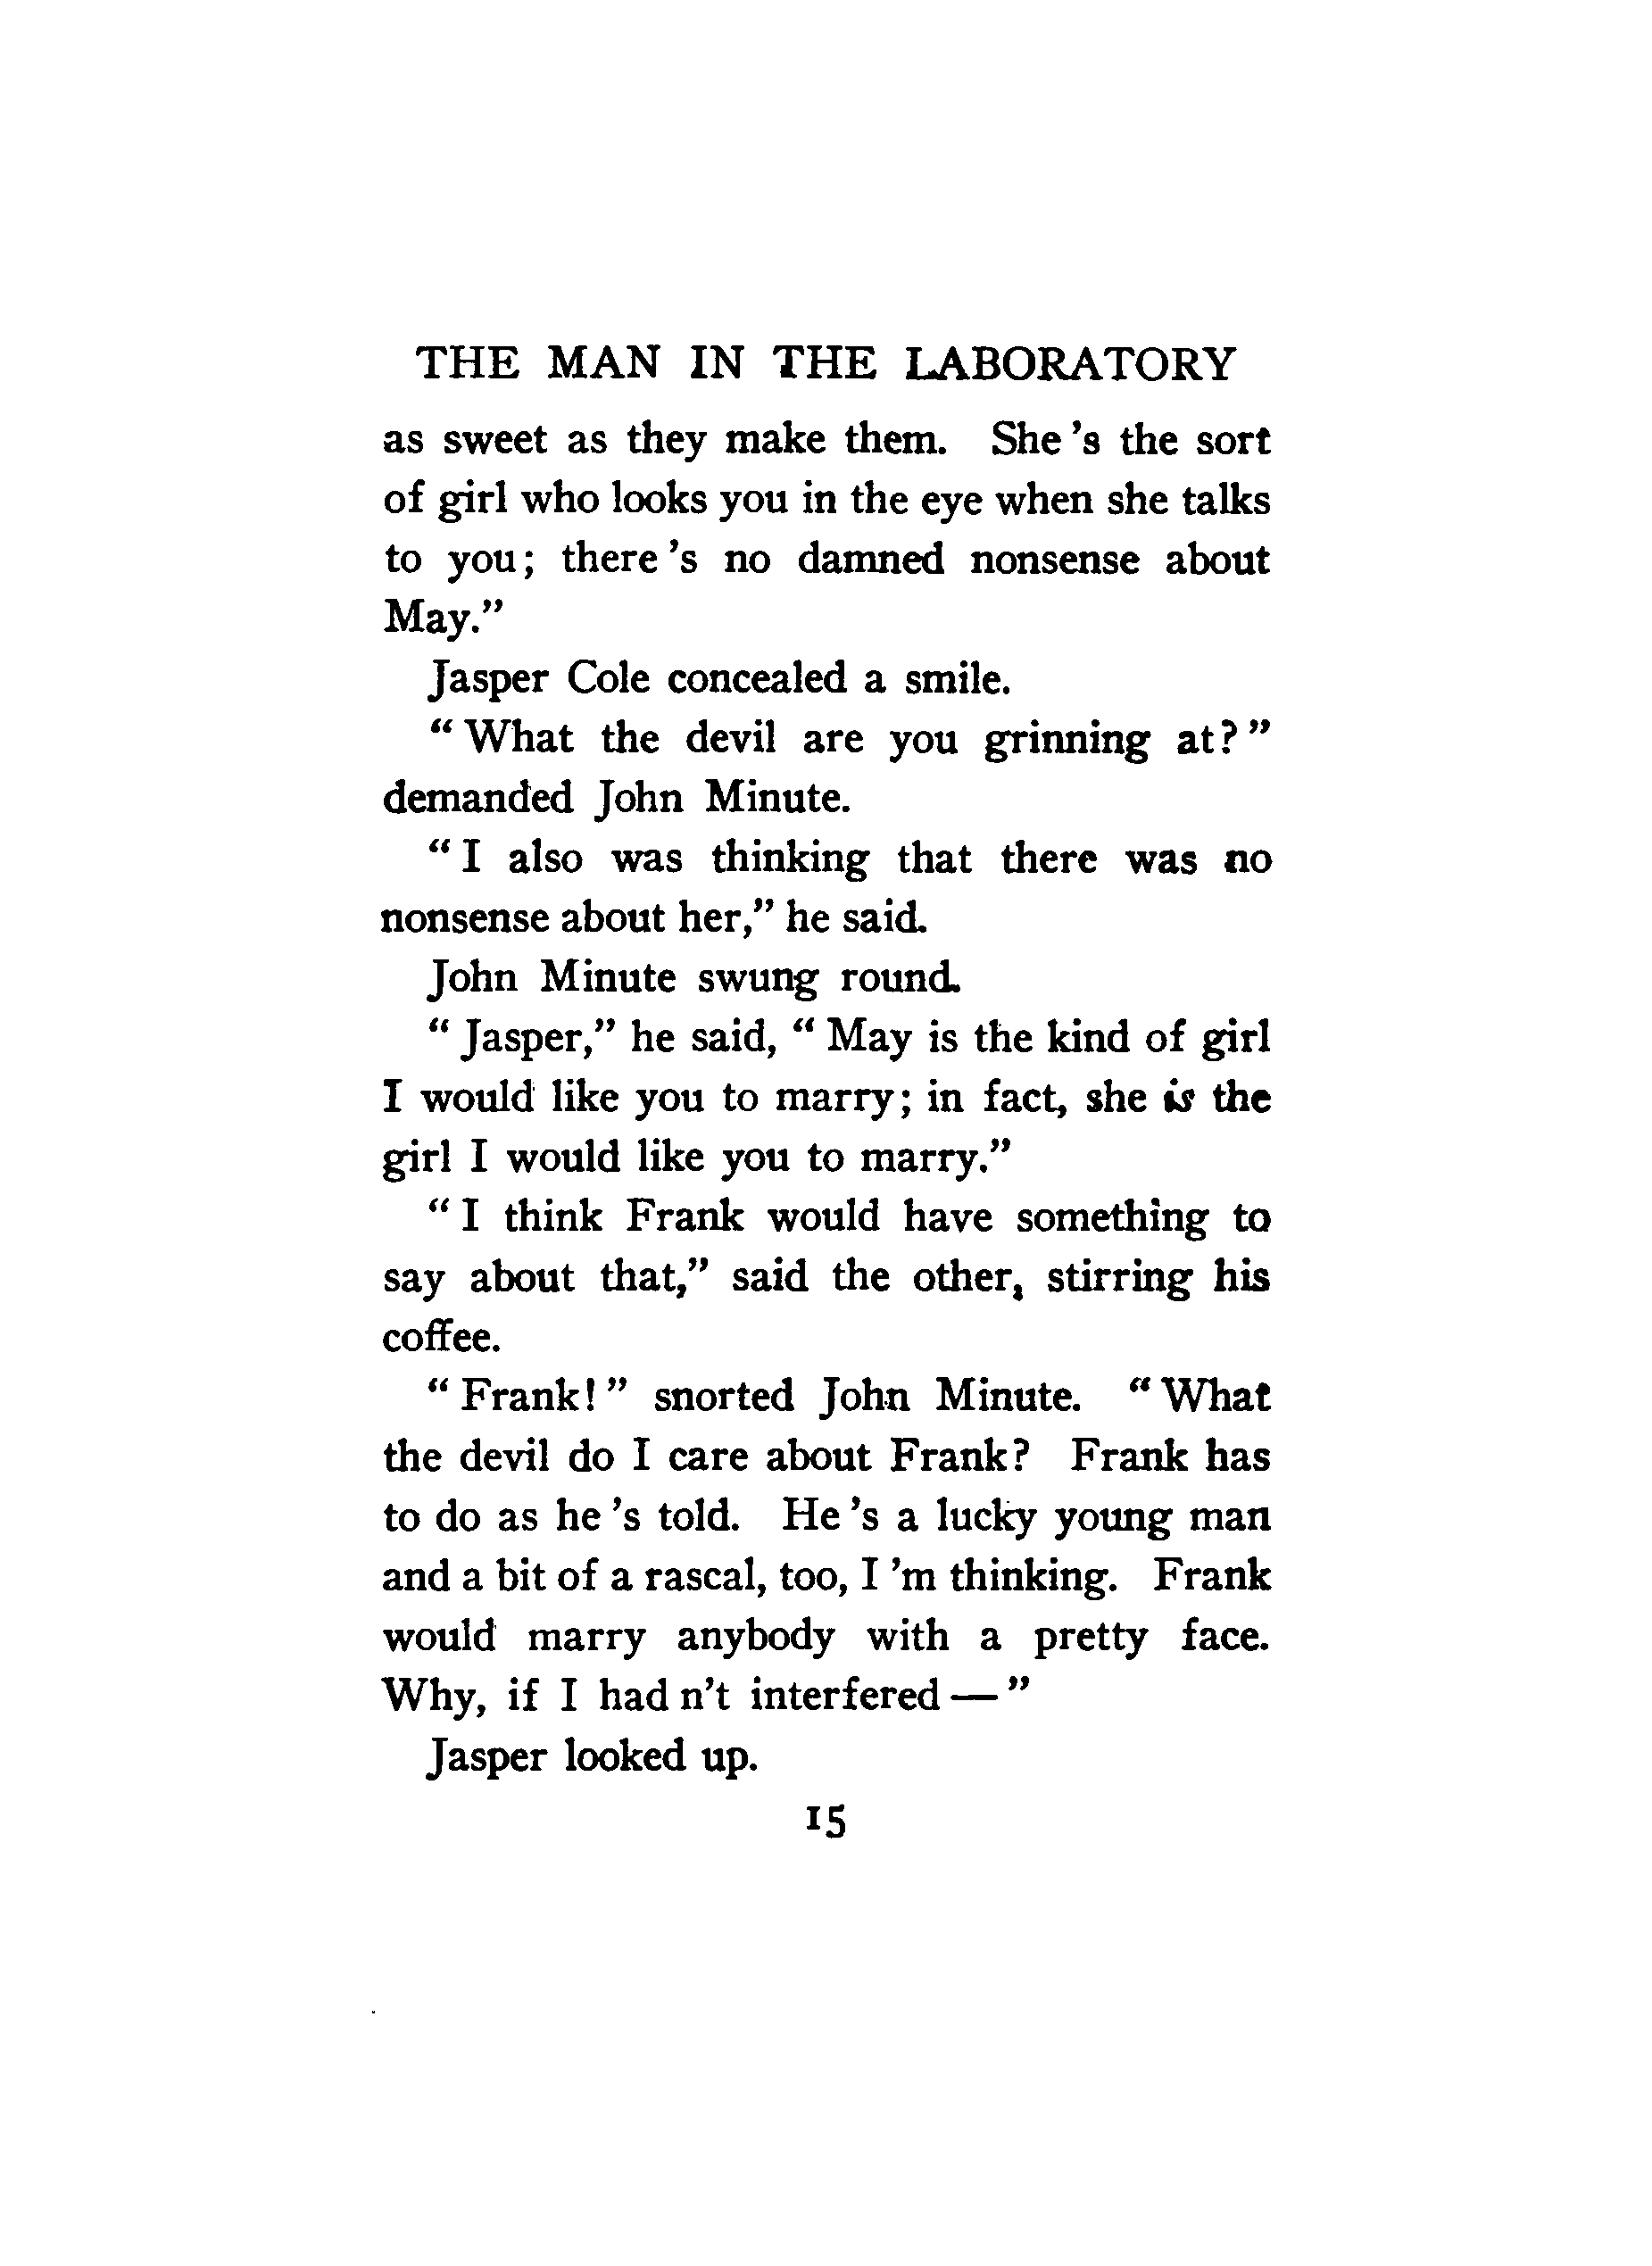 THE MAN IN THE LABORATORY
as sweet as they make them. She's the sort
of girl who looks you in the eye when she talks
to you; there's no damned nonsense about
May."
Jasper Cole concealed a smile.
"What the devil are you grinning at?"
demanded John Minute.
"I also was thinking that there was no
nonsense about her," he said.
John Minute swung round.
"Jasper," he said, "May is the kind of girl
I would like you to marry; in fact, she is the
girl I would like you to marry."
"I think Frank would have something to
say about that," said the other, stirring his
coffee.
"Frank!" snorted John Minute. "What
the devil do I care about Frank? Frank has
to do as he's told. He's a lucky young man
and a bit of a rascal, too, I'm thinking. Frank
would marry anybody with a pretty face.
Why, if I hadn't interfered—"
Jasper looked up.
15